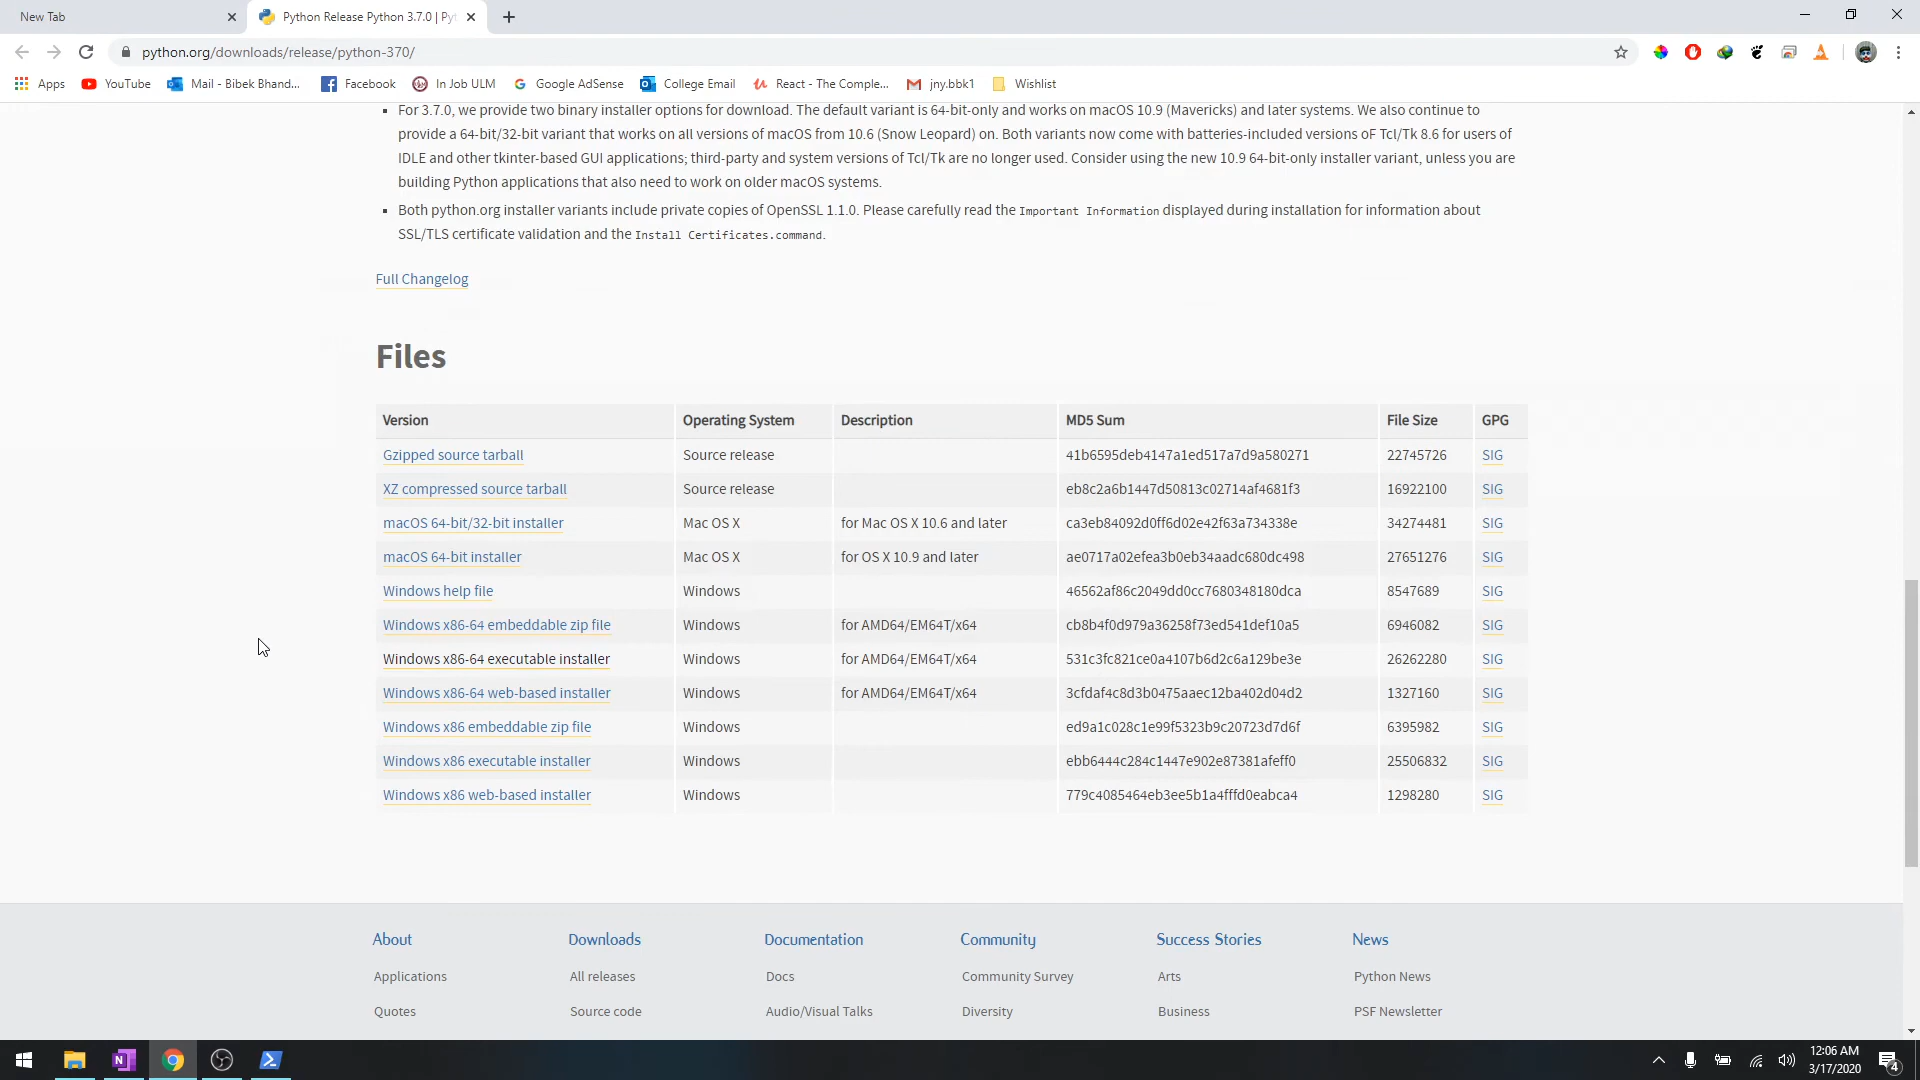 New Tab
Python Release Python 3.7.0 | Pyt
python.org/downloads/release/python-370/
Apps YouTube Mail - Bibek Bhand... Facebook In Job ULM Google AdSense College Email React - The Comple... jny.bbk1 Wishlist
For 3.7.0, we provide two binary installer options for download. The default variant is 64-bit-only and works on macOS 10.9 (Mavericks) and later systems. We also continue to
provide a 64-bit/32-bit variant that works on all versions of macOS from 10.6 (Snow Leopard) on. Both variants now come with batteries-included versions oF Tcl/Tk 8.6 for users of
IDLE and other tkinter-based GUI applications; third-party and system versions of Tcl/Tk are no longer used. Consider using the new 10.9 64-bit-only installer variant, unless you are
building Python applications that also need to work on older macOS systems.
Both python.org installer variants include private copies of OpenSSL 1.1.0. Please carefully read the Important Information displayed during installation for information about
SSL/TLS certificate validation and the Install Certificates.command.
Full Changelog
Files
Version Operating System Description MD5 Sum File Size GPG
Gzipped source tarball Source release 41b6595deb4147a1ed517a7d9a580271 22745726 SIG
XZ compressed source tarball Source release eb8c2a6b1447d50813c02714af4681f3 16922100 SIG
macOS 64-bit/32-bit installer Mac OS X for Mac OS X 10.6 and later ca3eb84092d0ff6d02e42f63a734338e 34274481 SIG
macOS 64-bit installer Mac OS X for OS X 10.9 and later ae0717a02efea3b0eb34aadc680dc498 27651276 SIG
Windows help file Windows 46562af86c2049dd0cc7680348180dca 8547689 SIG
Windows x86-64 embeddable zip file Windows for AMD64/EM64T/x64 cb8b4f0d979a36258f73ed541def10a5 6946082 SIG
Windows x86-64 executable installer Windows for AMD64/EM64T/x64 531c3fc821ce0a4107b6d2c6a129be3e 26262280 SIG
Windows x86-64 web-based installer Windows for AMD64/EM64T/x64 3cfdaf4c8d3b0475aaec12ba402d04d2 1327160 SIG
Windows x86 embeddable zip file Windows ed9a1c028c1e99f5323b9c20723d7d6f 6395982 SIG
Windows x86 executable installer Windows ebb6444c284c1447e902e87381afeff0 25506832 SIG
Windows x86 web-based installer Windows 779c4085464eb3ee5b1a4fffd0eabca4 1298280 SIG
About Downloads Documentation Community Success Stories News
Applications All releases Docs Community Survey Arts Python News
Quotes Source code Audio/Visual Talks Diversity Business PSF Newsletter
12:06 AM
3/17/2020
4